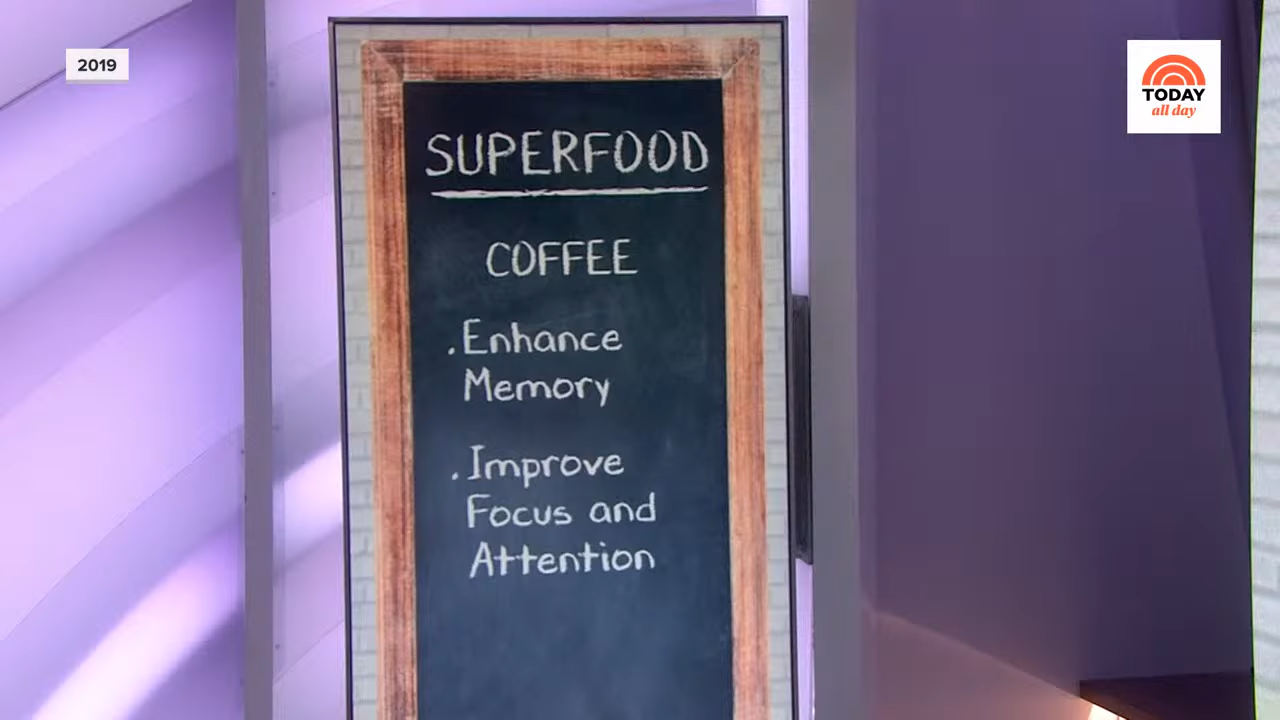 2019
TODAY
all day
SUPERFOOD
COFFEE
.Enhance
Memory
.Improve
Focus and
Attention